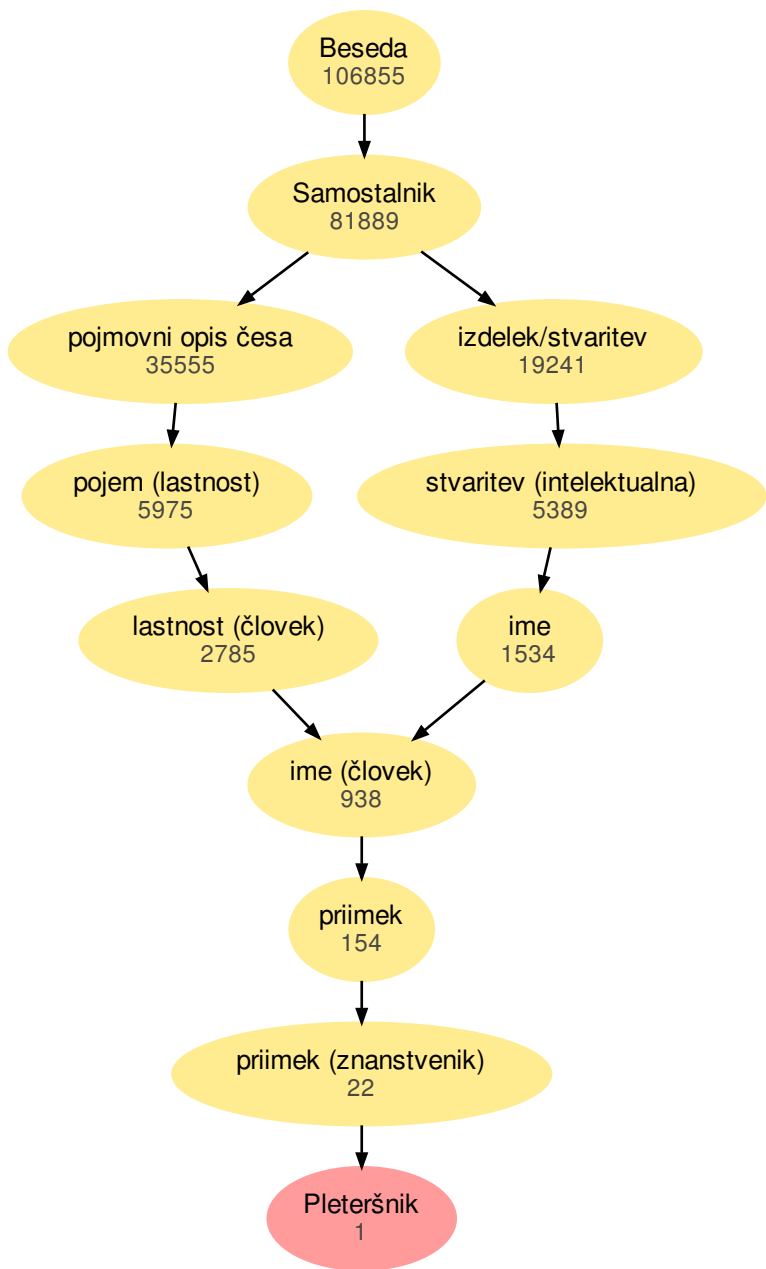 Beseda
106855
Samostalnik
81889
pojmovni opis česa
35555
izdelek/stvaritev
19241
pojem (lastnost)
5975
stvaritev (intelektualna)
5389
lastnost (človek)
2785
ime
1534
ime (človek)
938
priimek
154
priimek (znanstvenik)
22
Pleteršnik
1